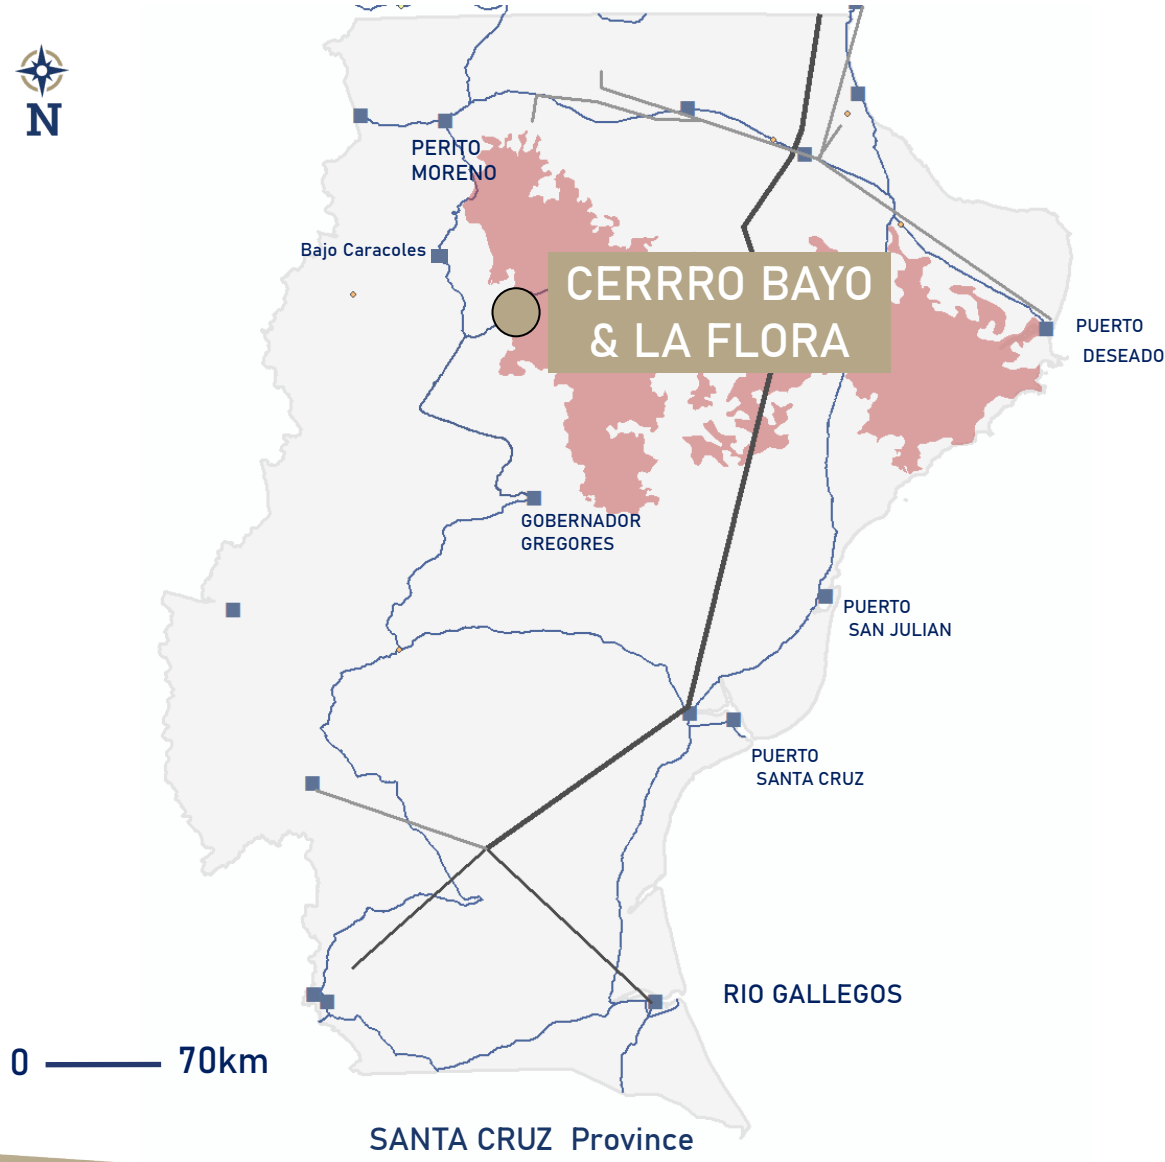 N
PERITO
MORENO
Bajo Caracoles
CERRRO BAYO
& LA FLORA
PUERTO
DESEADO
GOBERNADOR
GREGORES
PUERTO
SAN JULIAN
PUERTO
SANTA CRUZ
RIO GALLEGOS
0 70km
SANTA CRUZ Province